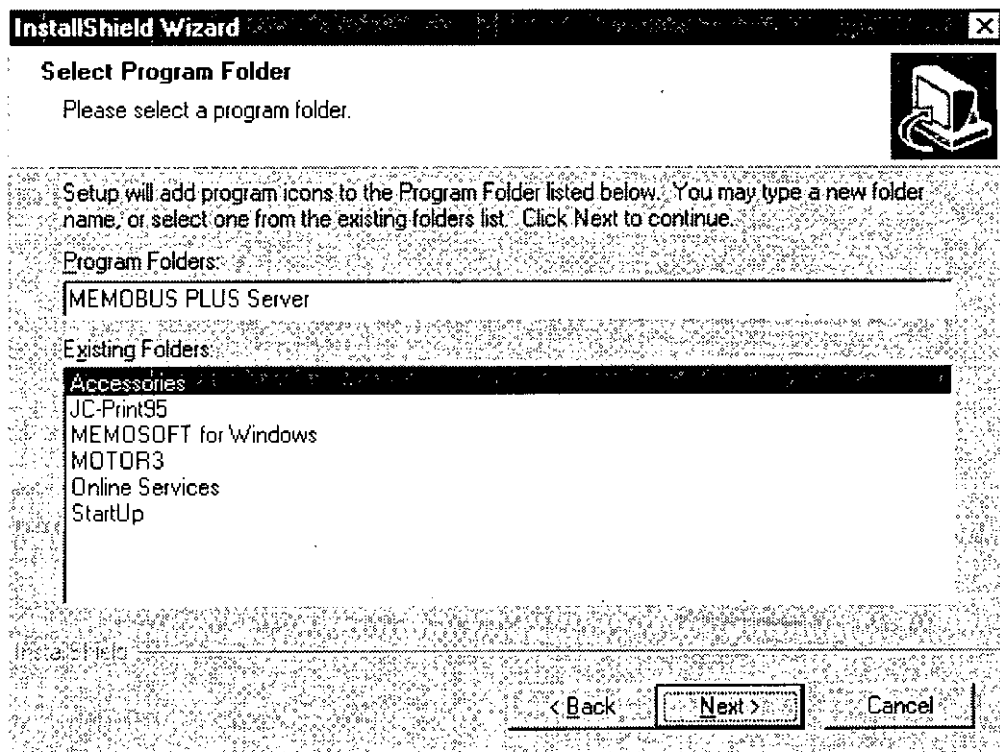 InstallShield Wizard
Select Program Folder
Please select a program folder.
Setup will add program icons to the Program Folder listed below. You may type a new folder
name, or select one from the existing folders list. Click Next to continue.
Program Folders:
MEMOBUS PLUS Server
Existing Folders:
Accessories
JC-Print95
MEMOSOFT for Windows
MOTOR3
Online Services
StartUp
InstallShield
< Back Next > Cancel